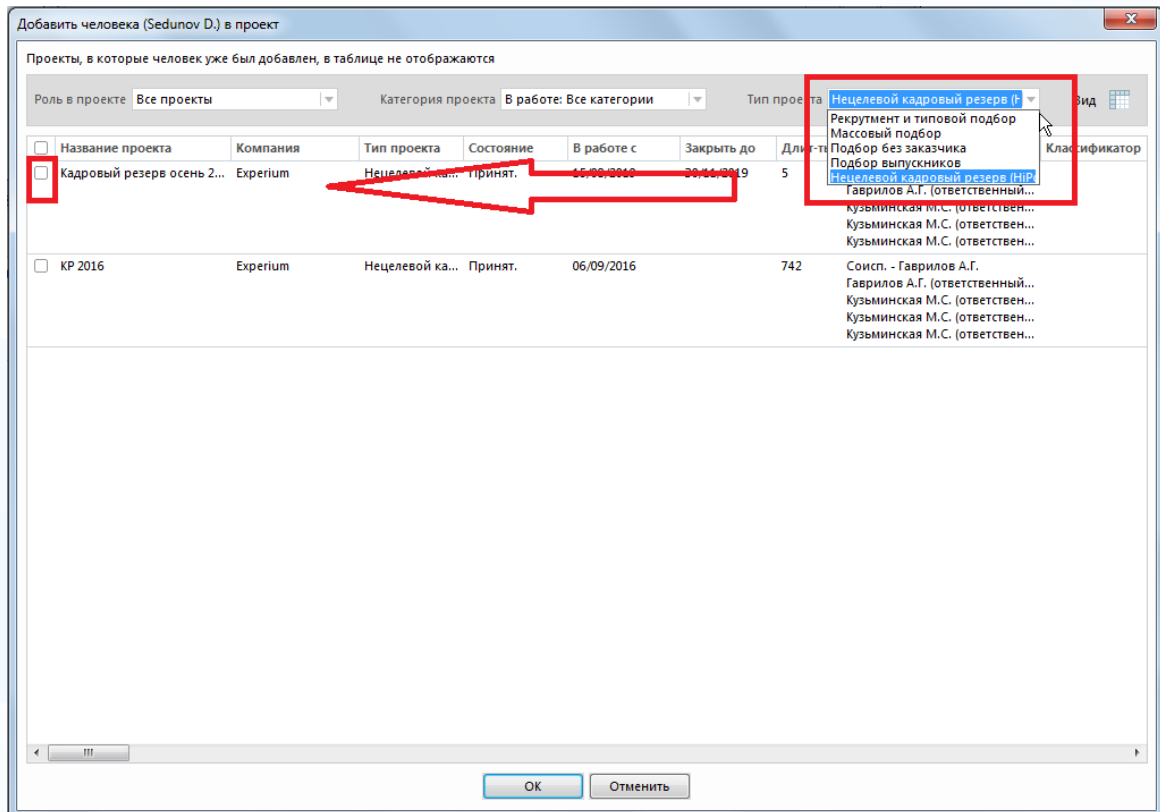 Добавить человека (Sedunov D.) в проект
Проекты, в которые человек уже был добавлен, в таблице не отображаются
Роль в проекте Все проекты Категория проекта В работе: Все категории Тип проекта Нецелевой кадровый резерв (H Вид
Рекрутмент и типовой подбор
Массовый подбор
Подбор без заказчика
Подбор выпускников
Нецелевой кадровый резерв (HiP
Название проекта Компания Тип проекта Состояние В работе с Закрыть до Классификатор
Кадровый резерв осень 2... Experium Нецелевой ка... Принят. 5
Гаврилов А.Г. (ответственный...
Кузьминская М.С. (ответствен...
Кузьминская М.С. (ответствен...
Кузьминская М.С. (ответствен...
КР 2016 Experium Нецелевой ка... Принят. 06/09/2016 742 Соисп. - Гаврилов А.Г.
Гаврилов А.Г. (ответственный...
Кузьминская М.С. (ответствен...
Кузьминская М.С. (ответствен...
Кузьминская М.С. (ответствен...
OK Отменить